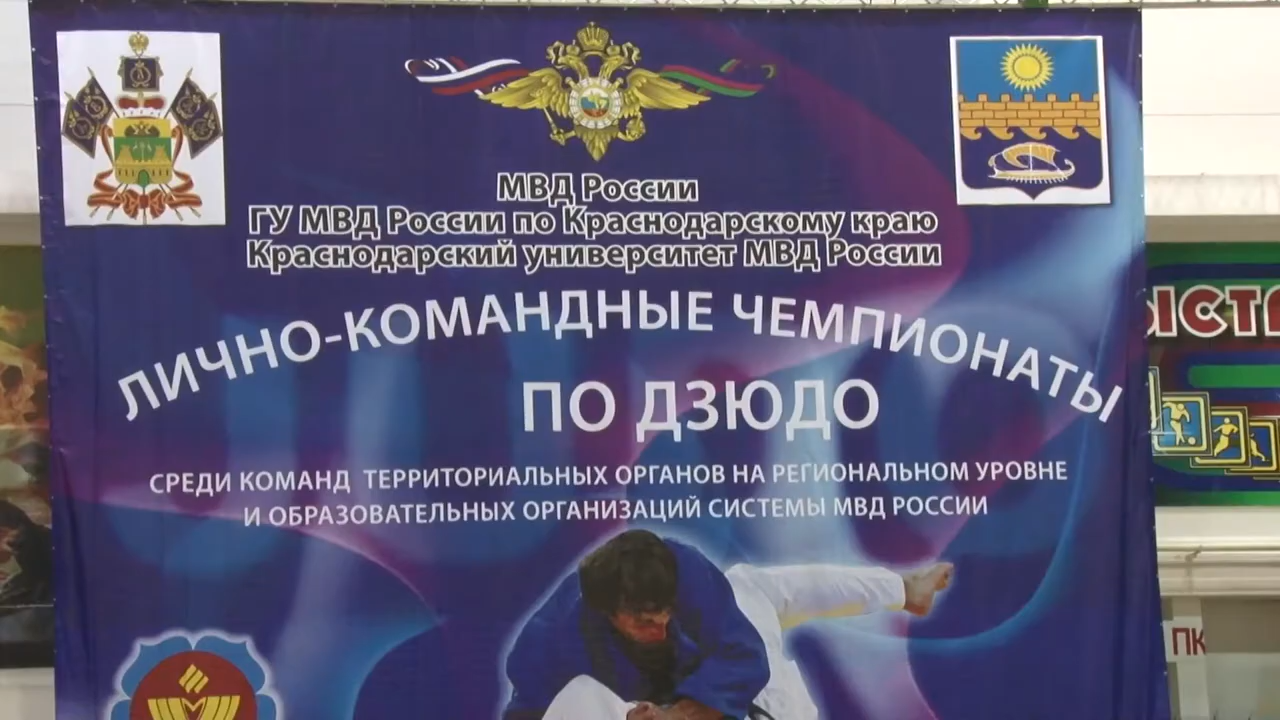 МВД России
ГУ МВД России по Краснодарскому краю
Краснодарский университет МВД России
ЛИЧНО-КОМАНДНЫЕ ЧЕМПИОНАТЫ
ПО ДЗЮДО
СРЕДИ КОМАНД ТЕРРИТОРИАЛЬНЫХ ОРГАНОВ НА РЕГИОНАЛЬНОМ УРОВНЕ
И ОБРАЗОВАТЕЛЬНЫХ ОРГАНИЗАЦИЙ СИСТЕМЫ МВД РОССИИ